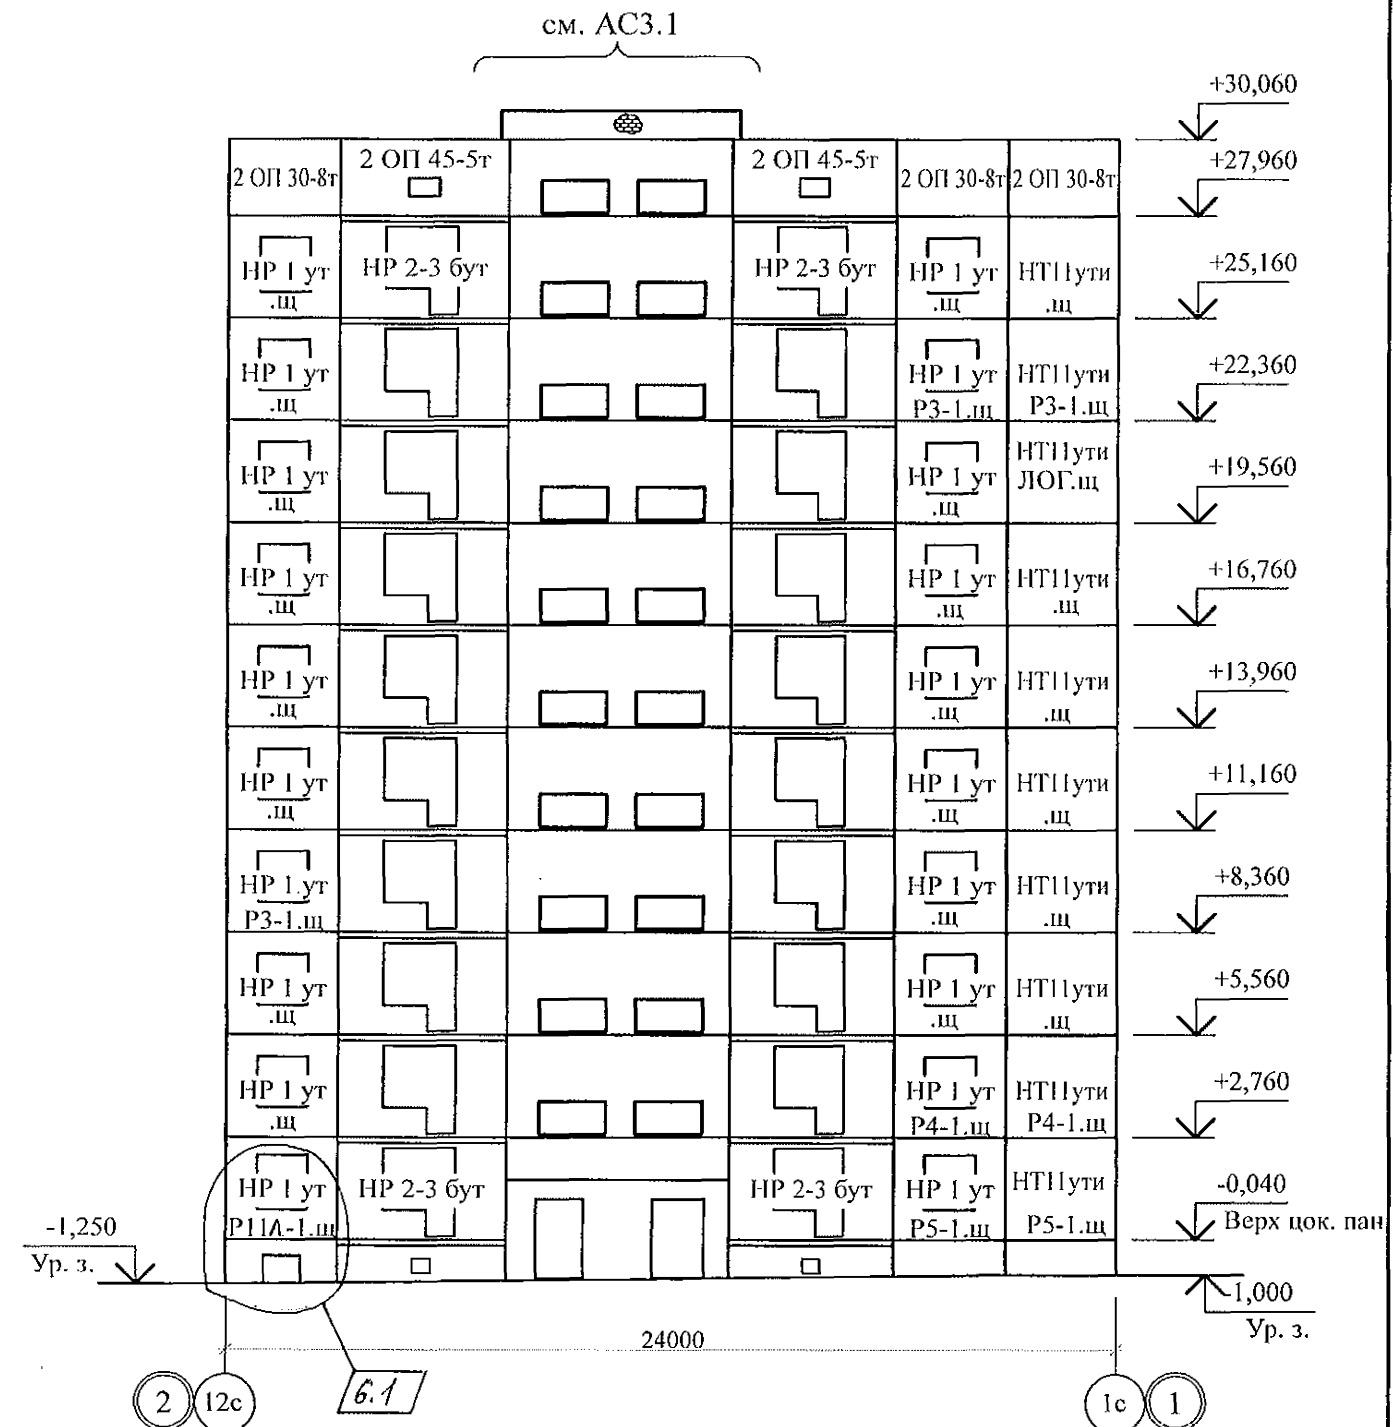 см. АС3.1
+30,060
2 ОП 30-8т
2 ОП 45-5т
2 ОП 45-5т
2 ОП 30-8т
2 ОП 30-8т
+27,960
НР 1 ут
.щ
НР 2-3 бут
НР 2-3 бут
НР 1 ут
.щ
НТ11ути
.щ
+25,160
НР 1 ут
.щ
НР 1 ут
Р3-1.щ
НТ11ути
Р3-1.щ
+22,360
НР 1 ут
.щ
НР 1 ут
.щ
НТ11ути
ЛОГ.щ
+19,560
НР 1 ут
.щ
НР 1 ут
.щ
НТ11ути
.щ
+16,760
НР 1 ут
.щ
НР 1 ут
.щ
НТ11ути
.щ
+13,960
НР 1 ут
.щ
НР 1 ут
.щ
НТ11ути
.щ
+11,160
НР 1.ут
Р3-1.щ
НР 1 ут
.щ
НТ11ути
.щ
+8,360
НР 1 ут
.щ
НР 1 ут
.щ
НТ11ути
.щ
+5,560
НР 1 ут
.щ
НР 1 ут
Р4-1.щ
НТ11ути
Р4-1.щ
+2,760
НР 1 ут
Р11А-1.щ
НР 2-3 бут
НР 2-3 бут
НР 1 ут
Р5-1.щ
НТ11ути
Р5-1.щ
-0,040
Верх цок. пан
-1,250
Ур. з.
-1,000
Ур. з.
24000
2
12с
6.1
1с
1